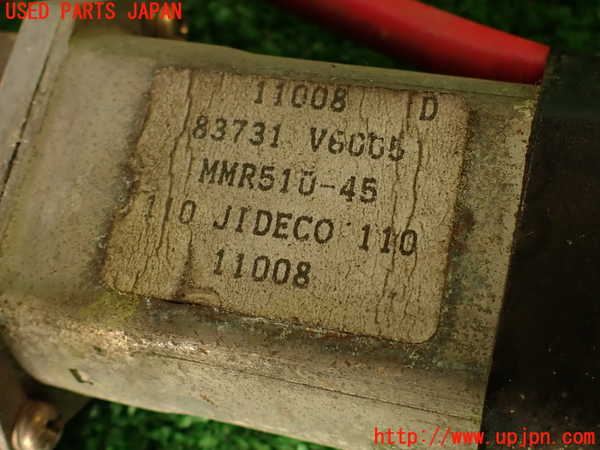 USED PARTS JAPAN
11008 D
83731 V6005
MMR510-45
110 JIDECO 110
11008
http://www.upjpn.com